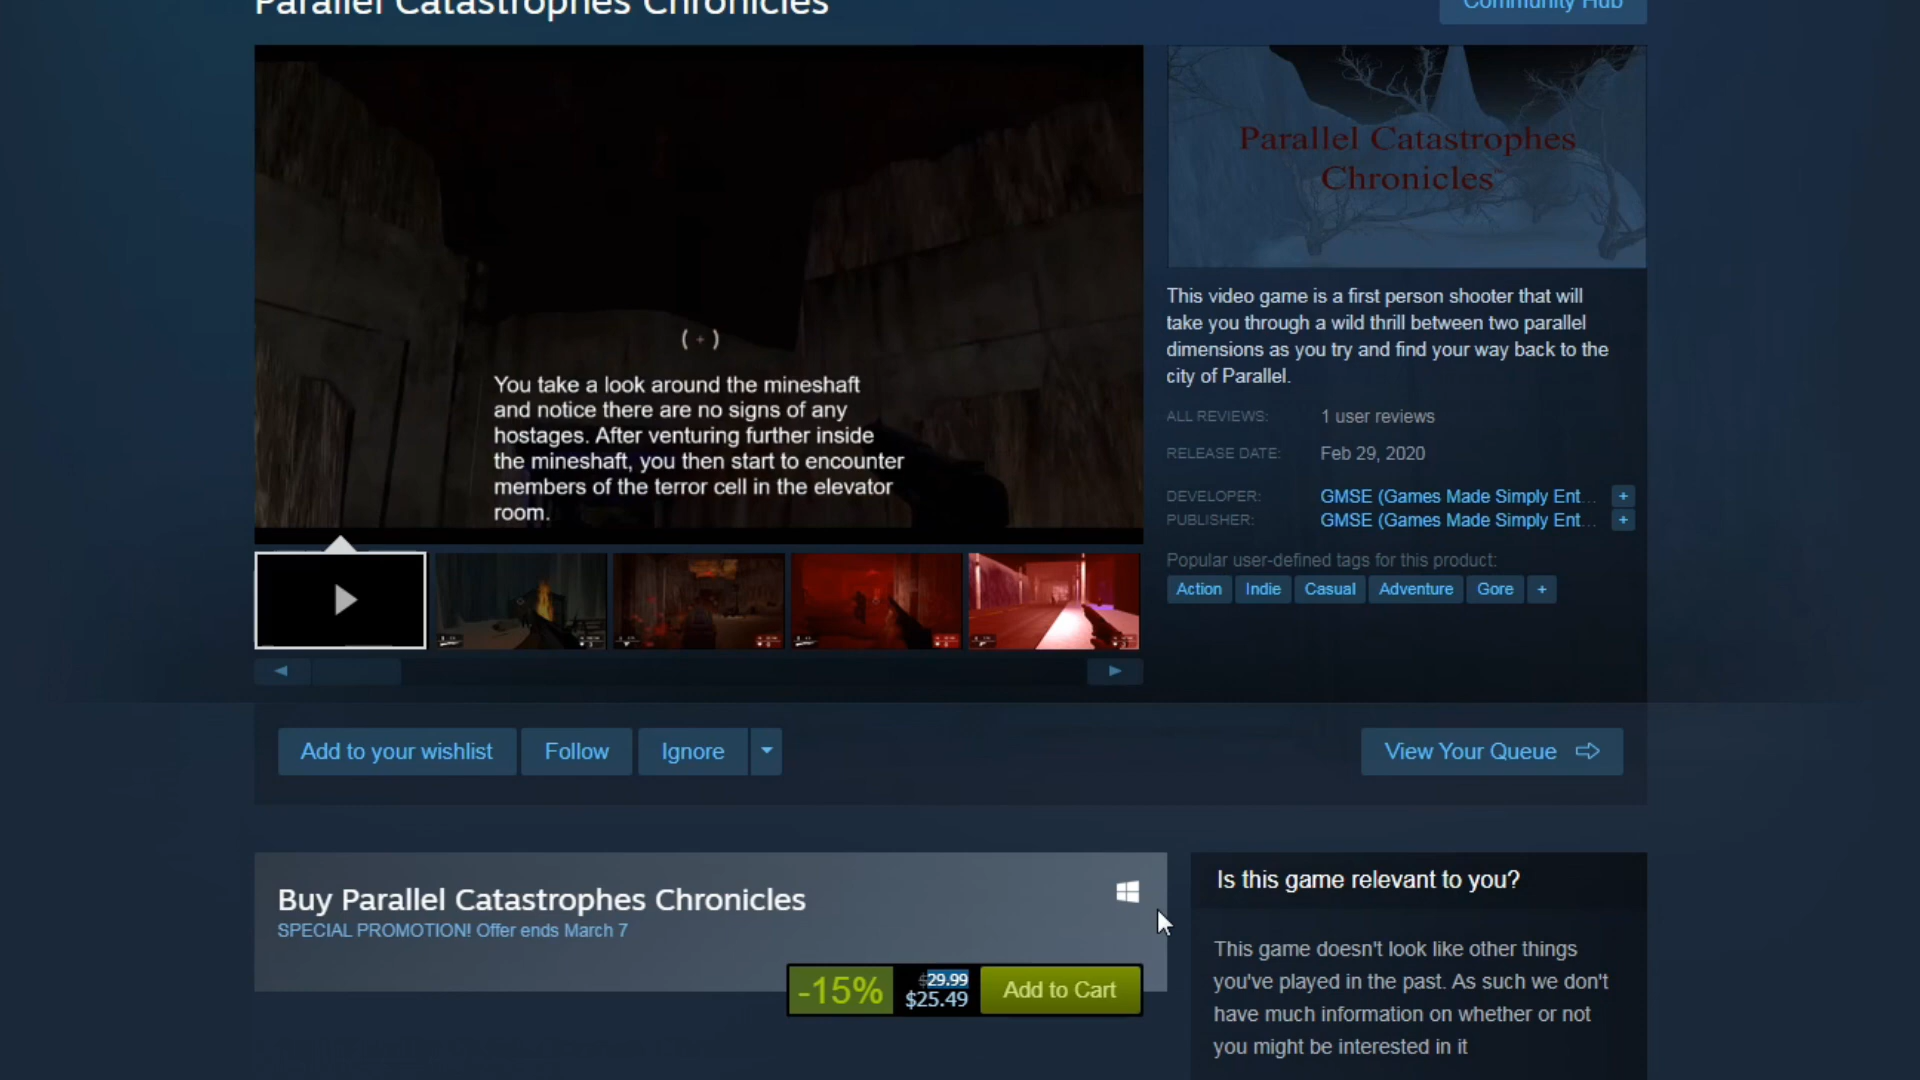 Parallel Catastrophes Chronicles
Community Hub
You take a look around the mineshaft
and notice there are no signs of any
hostages. After venturing further inside
the mineshaft, you then start to encounter
members of the terror cell in the elevator
room.
Parallel Catastrophes
Chronicles
This video game is a first person shooter that will
take you through a wild thrill between two parallel
dimensions as you try and find your way back to the
city of Parallel.
ALL REVIEWS: 1 user reviews
RELEASE DATE: Feb 29, 2020
DEVELOPER: GMSE (Games Made Simply Ent... +
PUBLISHER: GMSE (Games Made Simply Ent... +
Popular user-defined tags for this product:
Action Indie Casual Adventure Gore +
Add to your wishlist Follow Ignore View Your Queue
Buy Parallel Catastrophes Chronicles
SPECIAL PROMOTION! Offer ends March 7
-15% $29.99
$25.49
Add to Cart
Is this game relevant to you?
This game doesn't look like other things
you've played in the past. As such we don't
have much information on whether or not
you might be interested in it